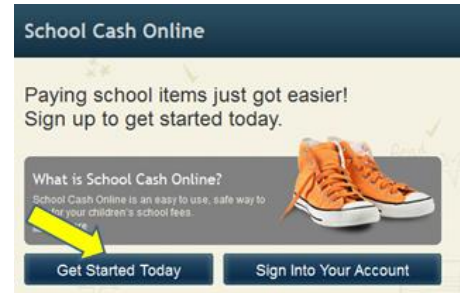 School Cash Online
Paying school items just got easier!
Sign up to get started today.
What is School Cash Online?
School Cash Online is an easy to use, safe way to
for your children's school fees.
Get Started Today
Sign Into Your Account